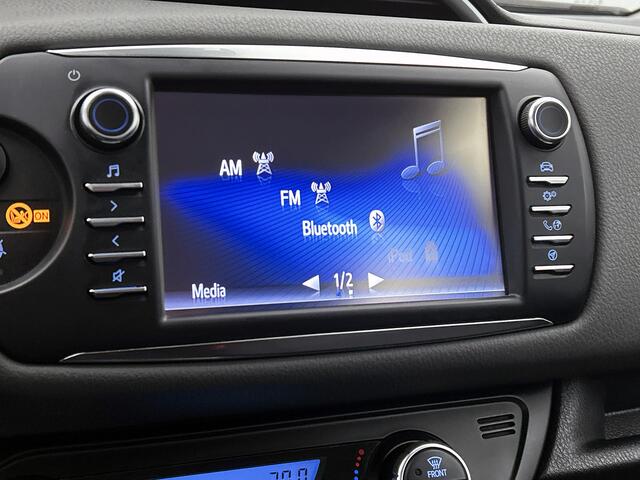 AM
FM
Bluetooth
iPod
Media
1/2
ON
FRONT